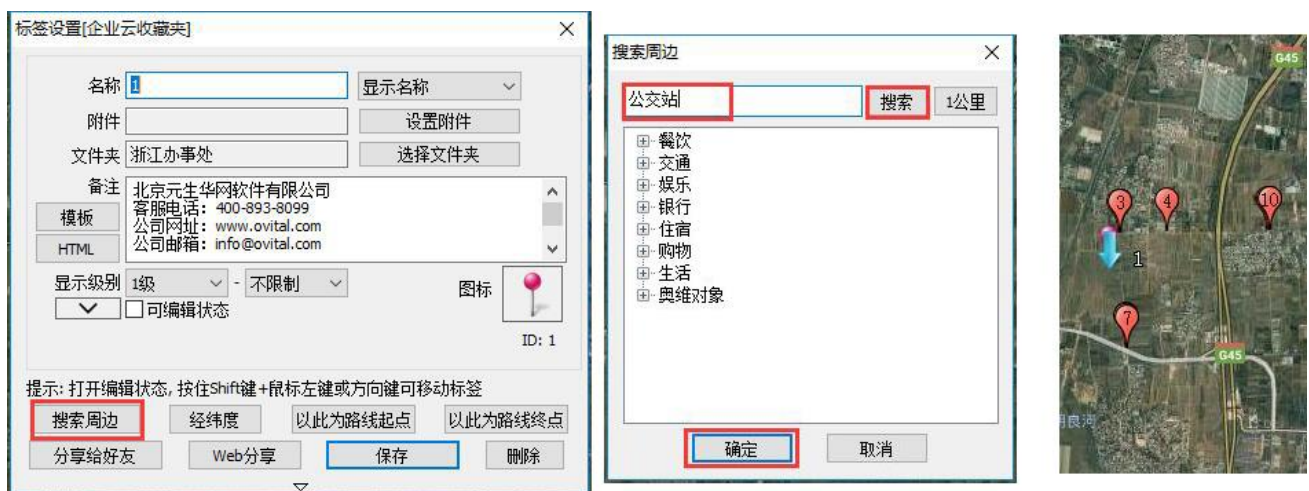 标签设置[企业云收藏夹]
名称 1 显示名称
附件 设置附件
文件夹 浙江办事处 选择文件夹
备注 北京元生华网软件有限公司
模板 客服电话：400-893-8099
公司网址：www.ovital.com
HTML 公司邮箱：info@ovital.com
显示级别 1级 - 不限制 图标
可编辑状态
ID: 1
提示: 打开编辑状态, 按住Shift键+鼠标左键或方向键可移动标签
搜索周边 经纬度 以此为路线起点 以此为路线终点
分享给好友 Web分享 保存 删除
搜索周边
公交站 搜索 1公里
餐饮
交通
娱乐
银行
住宿
购物
生活
奥维对象
确定 取消
G45
3 4 10
1
7
G45
良河